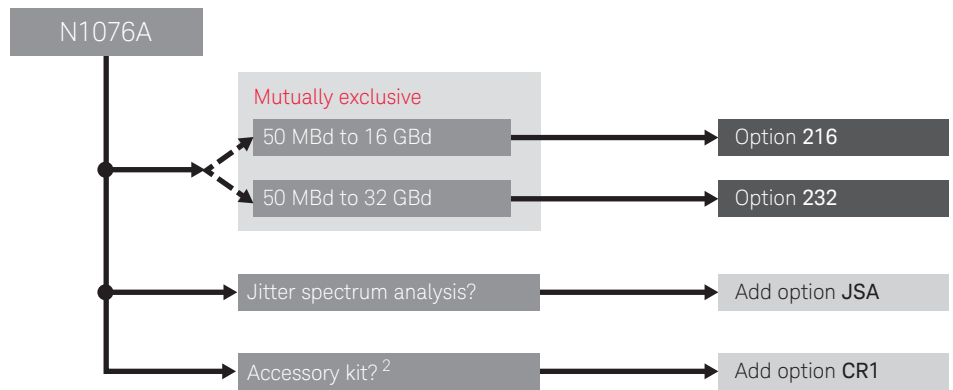 N1076A
Mutually exclusive
50 MBd to 16 GBd
Option 216
50 MBd to 32 GBd
Option 232
Jitter spectrum analysis?
Add option JSA
Accessory kit? 2
Add option CR1